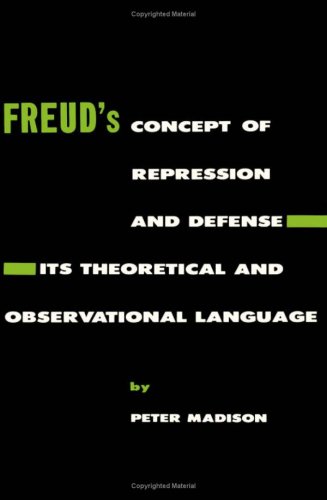 Copyrighted Material
FREUD's CONCEPT OF
REPRESSION
AND DEFENSE
ITS THEORETICAL AND
OBSERVATIONAL LANGUAGE
by
PETER MADISON
Copyrighted Material